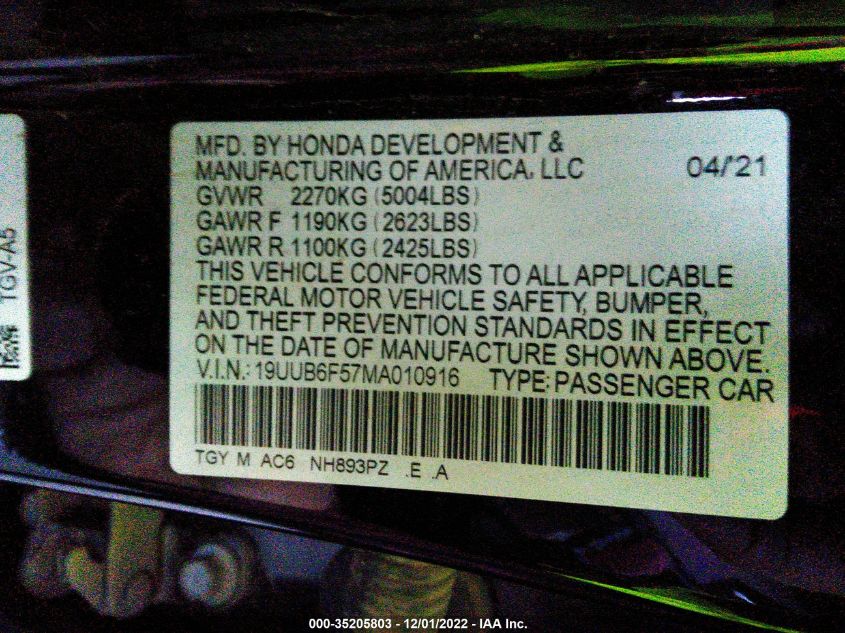 MFD. BY HONDA DEVELOPMENT &
MANUFACTURING OF AMERICA, LLC 04/'21
GVWR 2270KG (5004LBS)
GAWR F 1190KG (2623LBS)
GAWR R 1100KG (2425LBS)
THIS VEHICLE CONFORMS TO ALL APPLICABLE
FEDERAL MOTOR VEHICLE SAFETY, BUMPER,
AND THEFT PREVENTION STANDARDS IN EFFECT
ON THE DATE OF MANUFACTURE SHOWN ABOVE.
V.I.N.: 19UUB6F57MA010916 TYPE: PASSENGER CAR
TGY M AC6 NH893PZ .E .A
TGV-A5
000-35205803 - 12/01/2022 - IAA Inc.